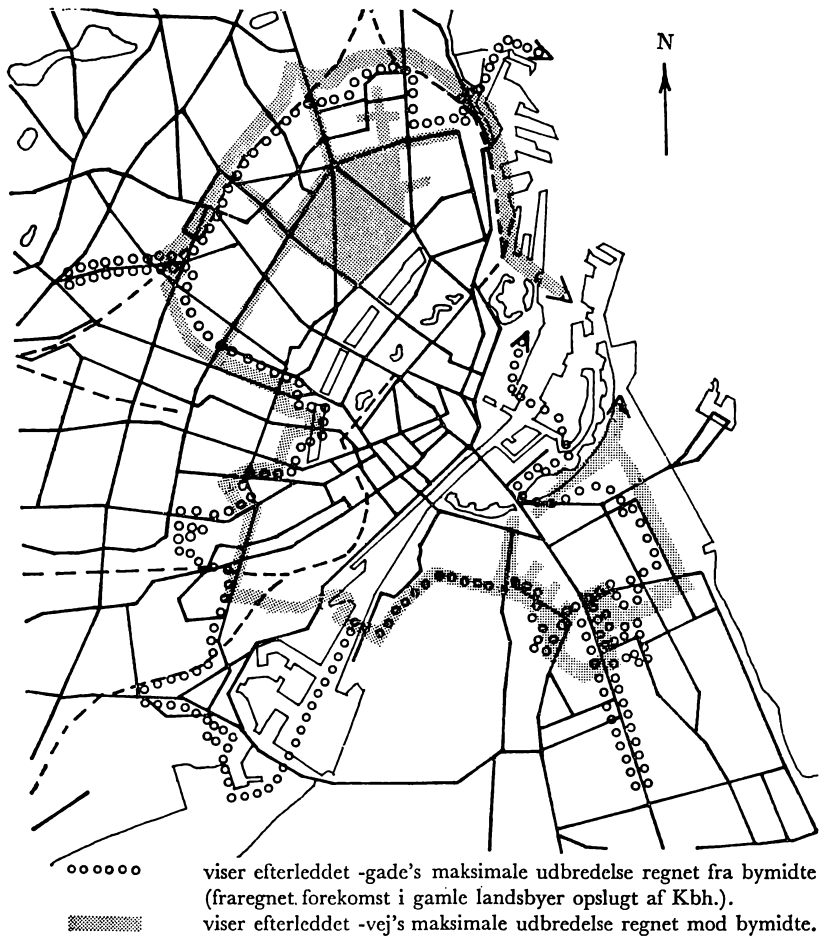 N
viser efterleddet -gade's maksimale udbredelse regnet fra bymidte
(fraregnet. forekomst i gamle landsbyer opslugt af Kbh.).
viser efterleddet -vej's maksimale udbredelse regnet mod bymidte.